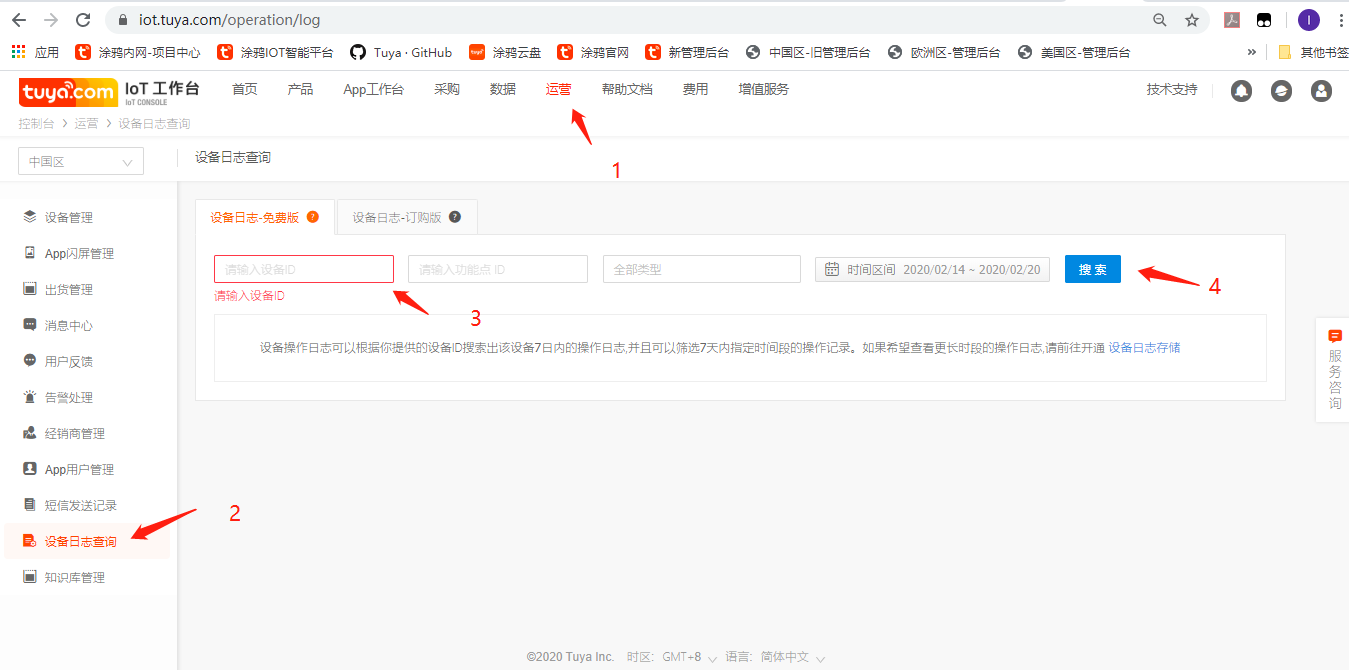 iot.tuya.com/operation/log
应用 涂鸦内网-项目中心 涂鸦IOT智能平台 Tuya · GitHub 涂鸦云盘 涂鸦官网 新管理后台 中国区-旧管理后台 欧洲区-管理后台 美国区-管理后台 » 其他书签
tuya.com IoT 工作台 首页 产品 App工作台 采购 数据 运营 帮助文档 费用 增值服务 技术支持
IoT CONSOLE
控制台 > 运营 > 设备日志查询
中国区 设备日志查询
1
设备管理
App闪屏管理
出货管理
消息中心
用户反馈
告警处理
经销商管理
App用户管理
短信发送记录
设备日志查询
知识库管理
2
设备日志-免费版 ? 设备日志-订购版 ?
请输入设备ID 请输入功能点 ID 全部类型 时间区间 2020/02/14 ~ 2020/02/20 搜 索
请输入设备ID
3
4
设备操作日志可以根据你提供的设备ID搜索出该设备7日内的操作日志,并且可以筛选7天内指定时间段的操作记录。如果希望查看更长时段的操作日志,请前往开通 设备日志存储
服务咨询
©2020 Tuya Inc. 时区: GMT+8 语言: 简体中文